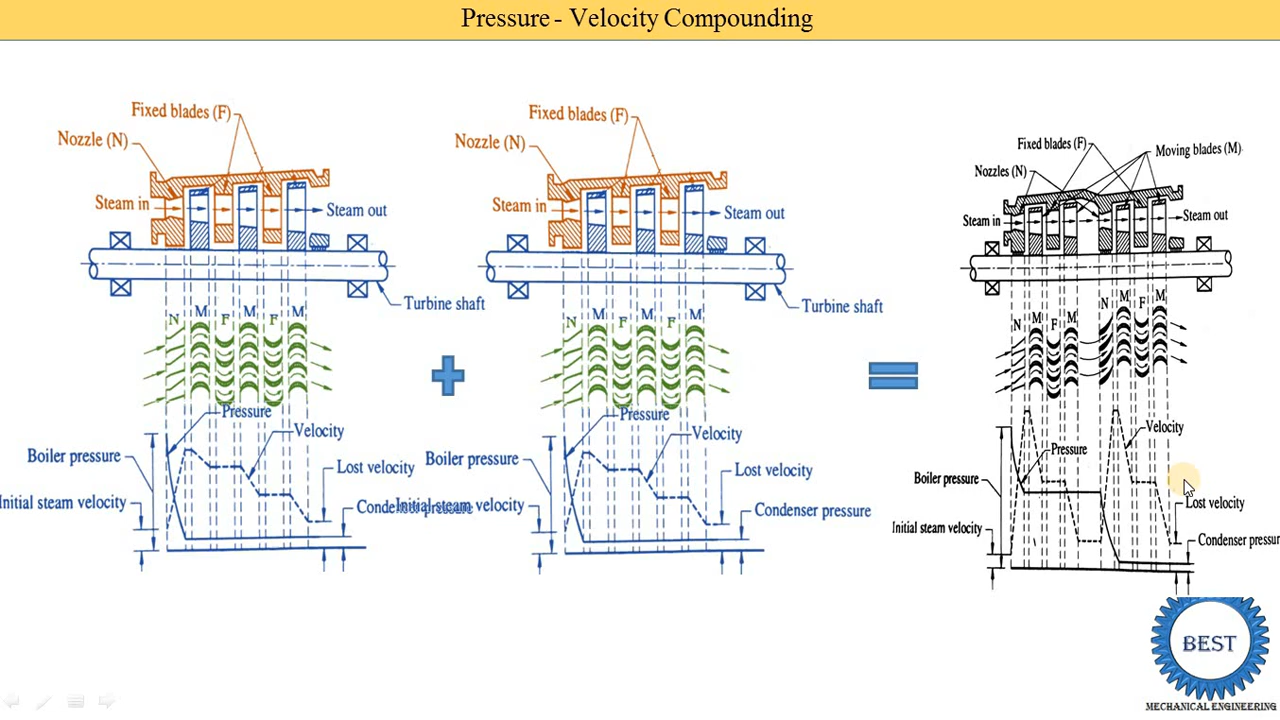 Pressure - Velocity Compounding
Fixed blades (F)
Nozzle (N)
Steam in
Steam out
Turbine shaft
N M F M F M
Pressure
Velocity
Boiler pressure
Lost velocity
Initial steam velocity
Fixed blades (F)
Nozzle (N)
Steam in
Steam out
Turbine shaft
N M F M F M
Pressure
Velocity
Boiler pressure
Lost velocity
Initial steam velocity
Condenser pressure
Fixed blades (F)
Moving blades (M)
Nozzles (N)
Steam in
Steam out
N M F M N M F M
Velocity
Pressure
Boiler pressure
Lost velocity
Initial steam velocity
Condenser pressur
BEST
MECHANICAL ENGINEERING